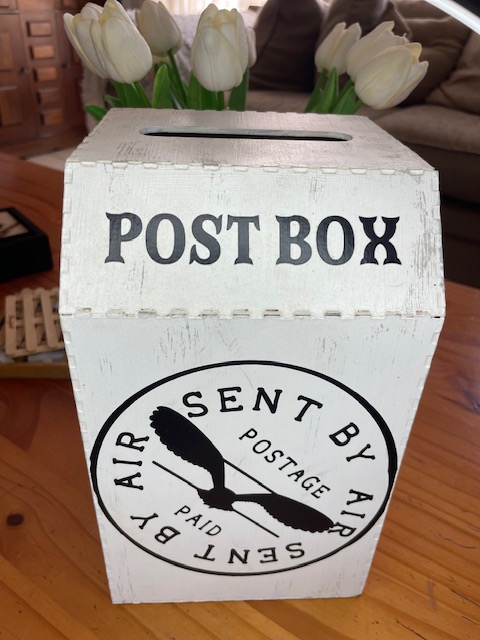 POST BOX
SENT BY AIR
POSTAGE
PAID
SENT BY AIR